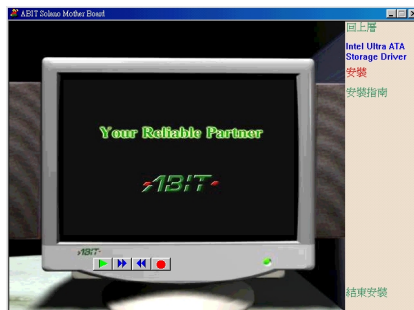 ABIT Solano Mother Board
回上層
Intel Ultra ATA
Storage Driver
安裝
安裝指南
Your Reliable Partner
ABIT
ABIT
結束安裝